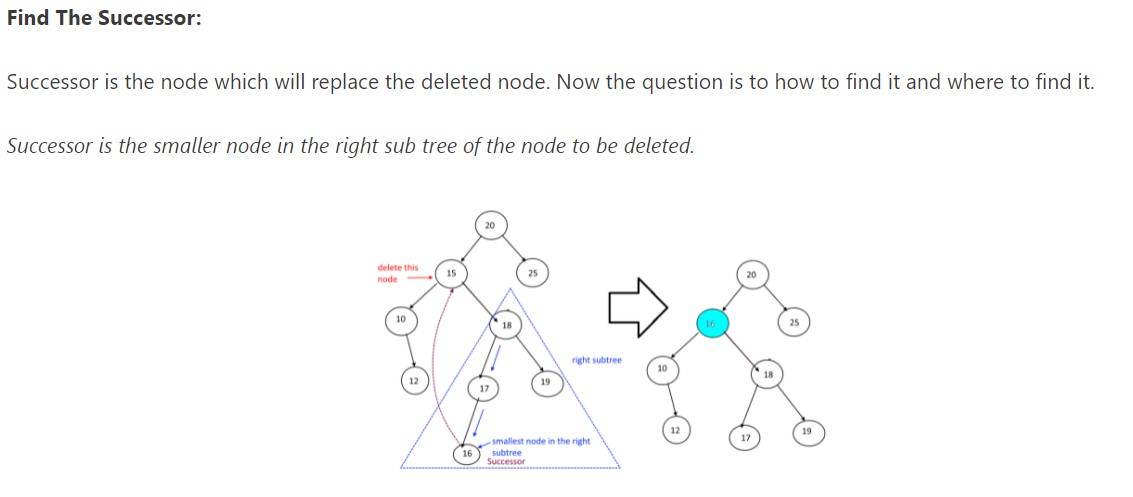 Find The Successor:
Successor is the node which will replace the deleted node. Now the question is to how to find it and where to find it.
Successor is the smaller node in the right sub tree of the node to be deleted.
20
delete this
node
15
25
10
18
right subtree
12
17
19
smallest node in the right
subtree
16
Successor
20
16
25
10
18
12
17
19